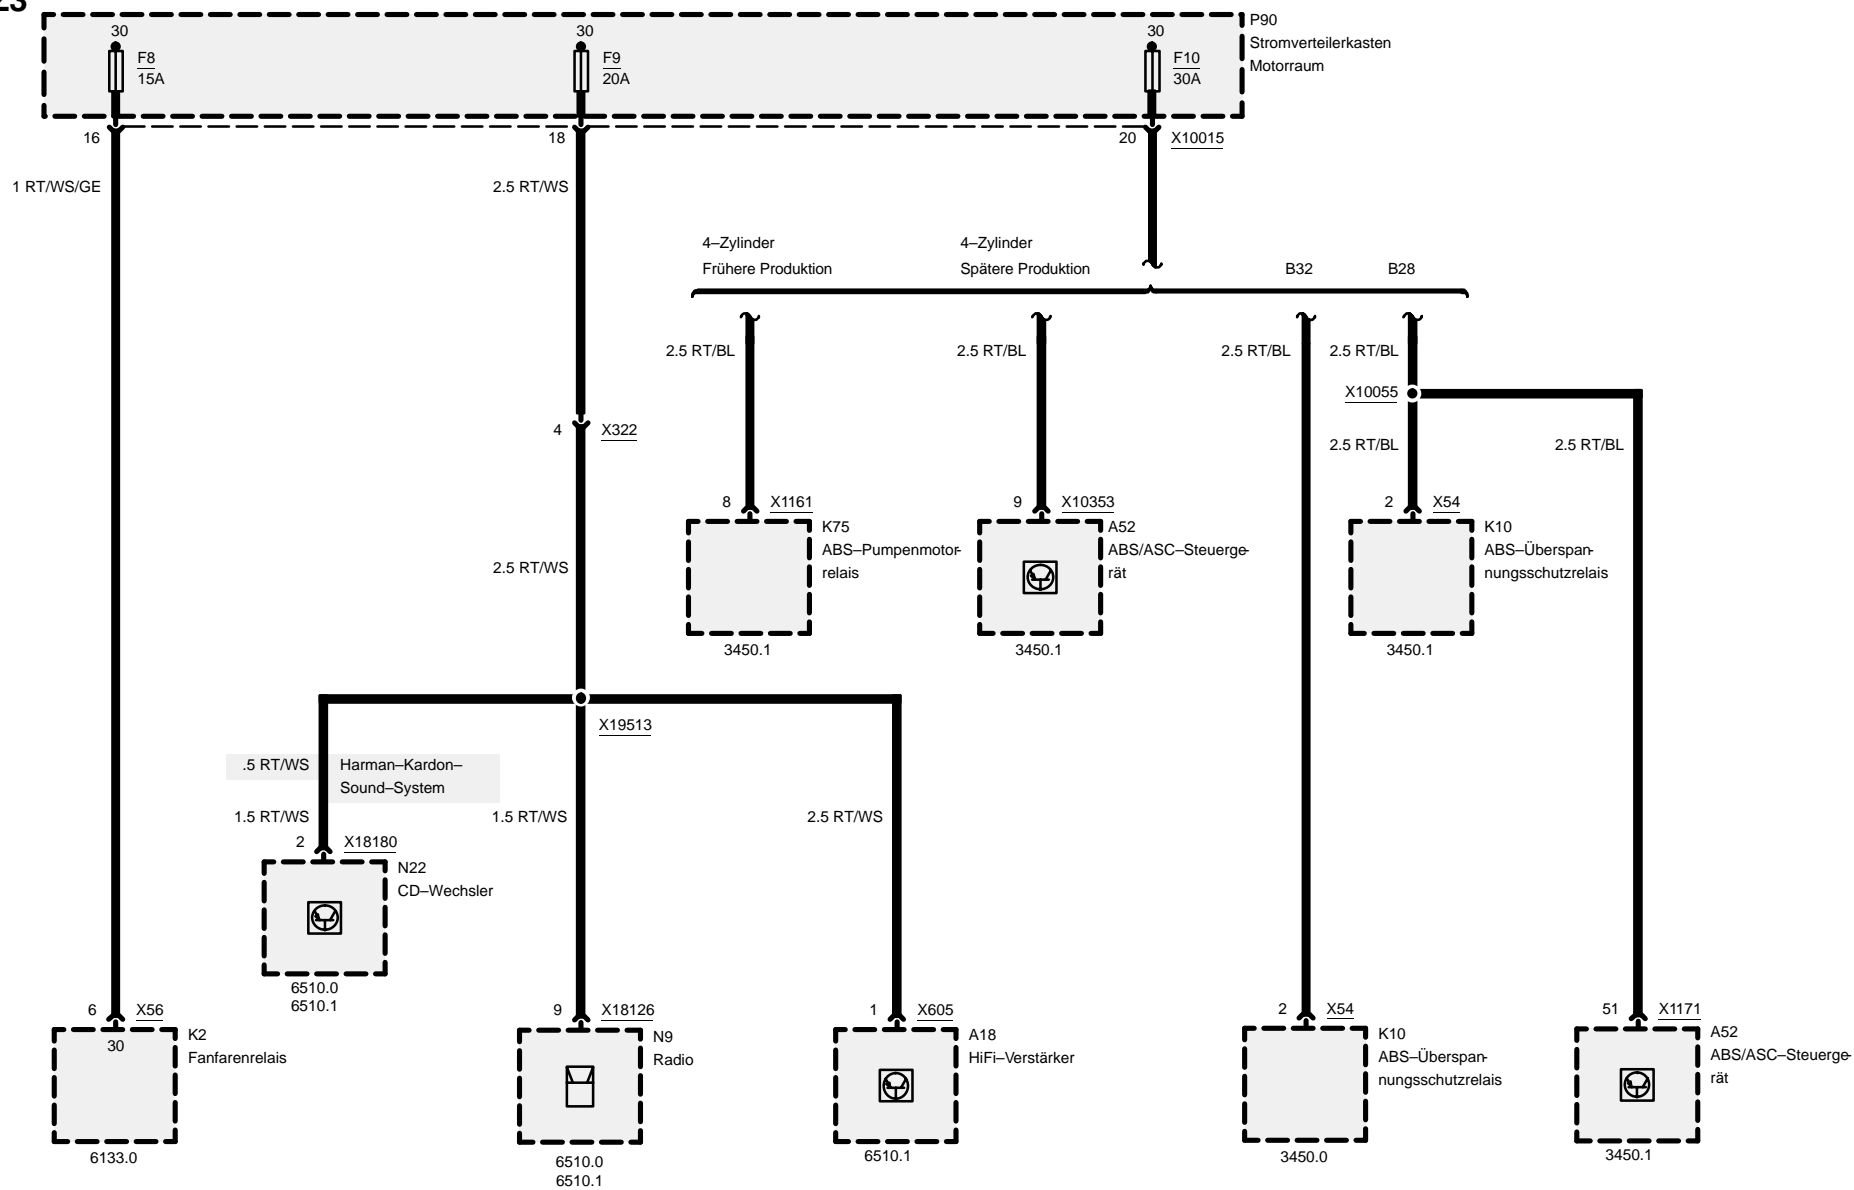 23
30
30
30
P90
Stromverteilerkasten
Motorraum
F8
15A
F9
20A
F10
30A
16
18
20
X10015
1 RT/WS/GE
2.5 RT/WS
4–Zylinder
Frühere Produktion
4–Zylinder
Spätere Produktion
B32
B28
2.5 RT/BL
2.5 RT/BL
2.5 RT/BL
2.5 RT/BL
X10055
4
X322
2.5 RT/BL
2.5 RT/BL
8
X1161
9
X10353
2
X54
K75
ABS–Pumpenmotor-
relais
A52
ABS/ASC–Steuerge-
rät
K10
ABS–Überspan-
nungsschutzrelais
2.5 RT/WS
3450.1
3450.1
3450.1
X19513
.5 RT/WS
Harman–Kardon–
Sound–System
1.5 RT/WS
1.5 RT/WS
2.5 RT/WS
2
X18180
N22
CD–Wechsler
6510.0
6510.1
6
X56
9
X18126
1
X605
2
X54
51
X1171
30
K2
Fanfarenrelais
N9
Radio
A18
HiFi–Verstärker
K10
ABS–Überspan-
nungsschutzrelais
A52
ABS/ASC–Steuerge-
rät
6133.0
6510.0
6510.1
6510.1
3450.0
3450.1